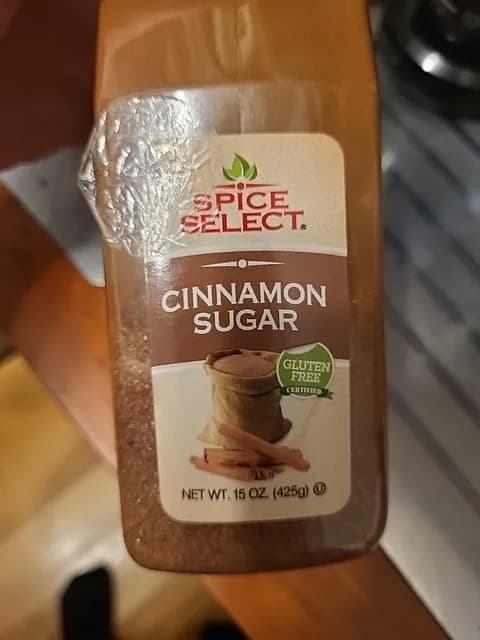 SPICE
SELECT®
CINNAMON
SUGAR
GLUTEN
FREE
CERTIFIED
NET WT. 15 OZ. (425g) Ⓤ